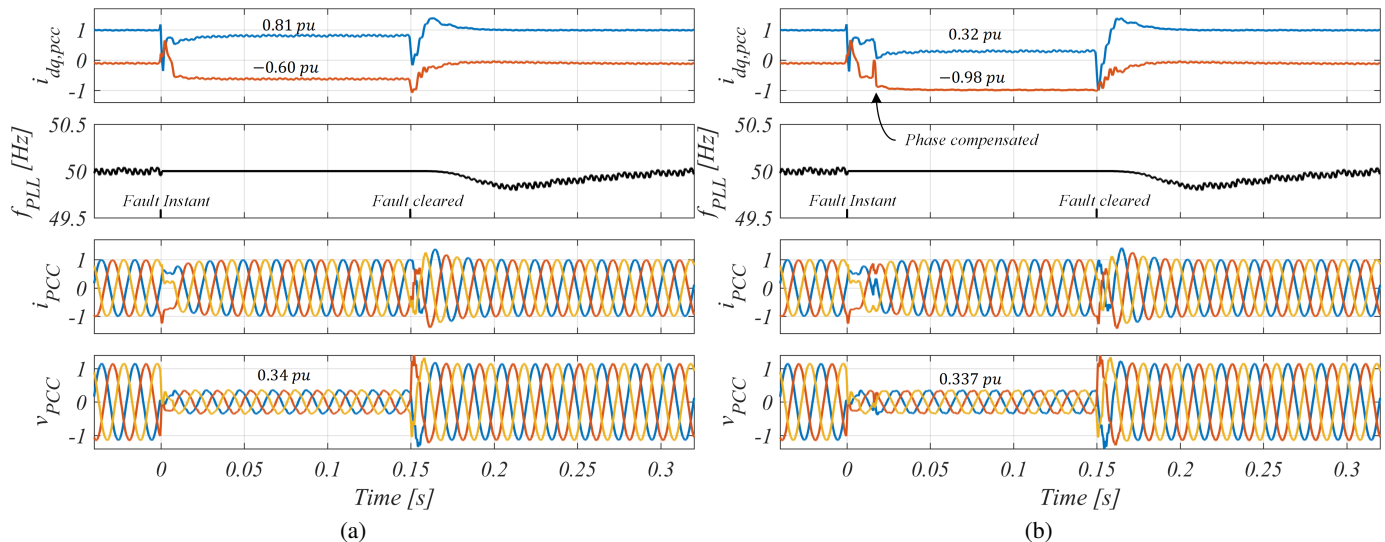 i_{dq,pcc}
1
0
-1
0.81 pu
−0.60 pu
f_{PLL} [Hz]
50.5
50
49.5
Fault Instant
Fault cleared
i_{PCC}
1
0
-1
v_{PCC}
1
0
-1
0.34 pu
0
0.05
0.1
0.15
0.2
0.25
0.3
Time [s]
(a)
i_{dq,pcc}
1
0
-1
0.32 pu
−0.98 pu
Phase compensated
f_{PLL} [Hz]
50.5
50
49.5
Fault Instant
Fault cleared
i_{PCC}
1
0
-1
v_{PCC}
1
0
-1
0.337 pu
0
0.05
0.1
0.15
0.2
0.25
0.3
Time [s]
(b)